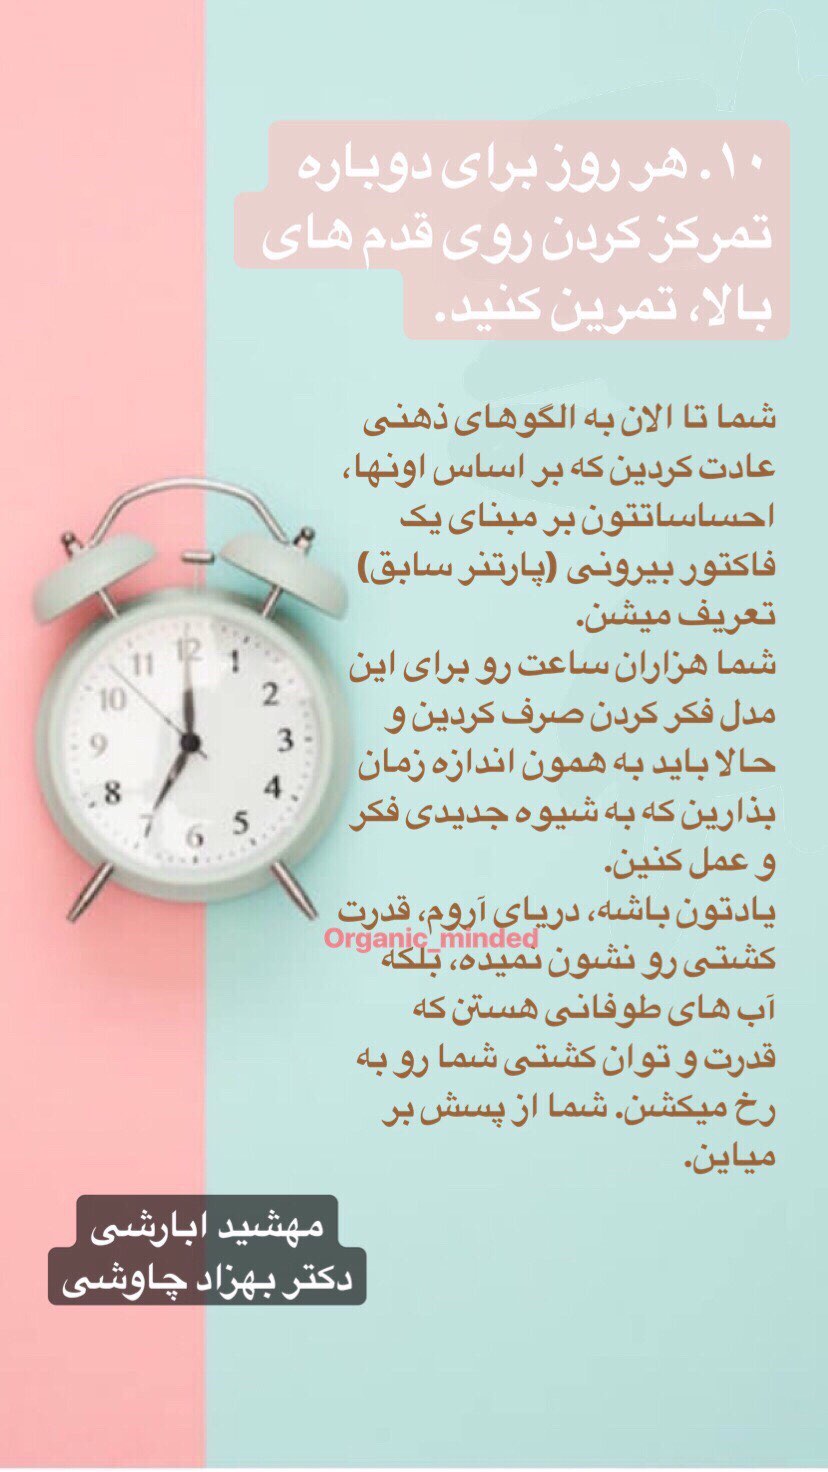 ۱۰. هر روز برای دوباره
تمرکز کردن روی قدم های
بالا، تمرین کنید.
شما تا الان به الگوهای ذهنی
عادت کردین که بر اساس اونها،
احساساتتون بر مبنای یک
فاکتور بیرونی (پارتنر سابق)
تعریف میشن.
شما هزاران ساعت رو برای این
مدل فکر کردن صرف کردین و
حالا باید به همون اندازه زمان
بذارین که به شیوه جدیدی فکر
و عمل کنین.
یادتون باشه، دریای آروم، قدرت
کشتی رو نشون نمیده، بلکه
آب های طوفانی هستن که
قدرت و توان کشتی شما رو به
رخ میکشن. شما از پسش بر
میاین.
Organic_minded
12
1
2
3
4
5
6
7
8
9
10
11
مهشید ابارشی
دکتر بهزاد چاوشی